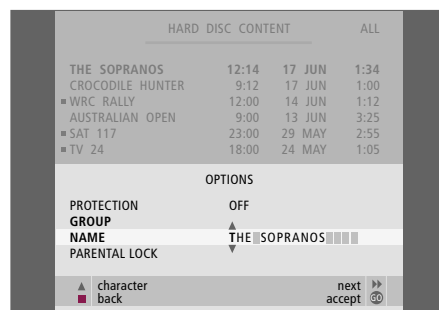 HARD DISC CONTENT ALL
THE SOPRANOS 12:14 17 JUN 1:34
CROCODILE HUNTER 9:12 17 JUN 1:00
WRC RALLY 12:00 14 JUN 1:12
AUSTRALIAN OPEN 9:00 13 JUN 3:25
SAT 117 23:00 29 MAY 2:55
TV 24 18:00 24 MAY 1:05
OPTIONS
PROTECTION OFF
GROUP
NAME THE SOPRANOS
PARENTAL LOCK
character next
back accept GO